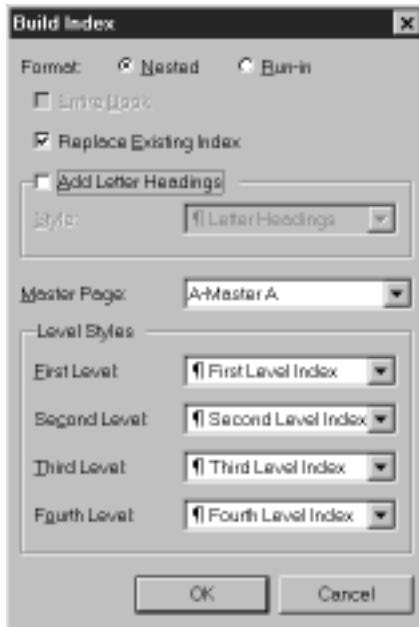 Build Index
Format: Nested Run-in
Entire Book
Replace Existing Index
Add Letter Headings
Style: ¶ Letter Headings
Master Page: A-Master A
Level Styles
First Level: ¶ First Level Index
Second Level: ¶ Second Level Index
Third Level: ¶ Third Level Index
Fourth Level: ¶ Fourth Level Index
OK Cancel